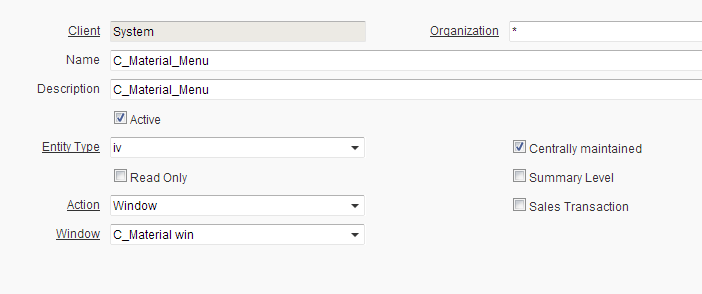 Client System Organization *
Name C_Material_Menu
Description C_Material_Menu
Active
Entity Type iv Centrally maintained
Read Only Summary Level
Action Window Sales Transaction
Window C_Material win